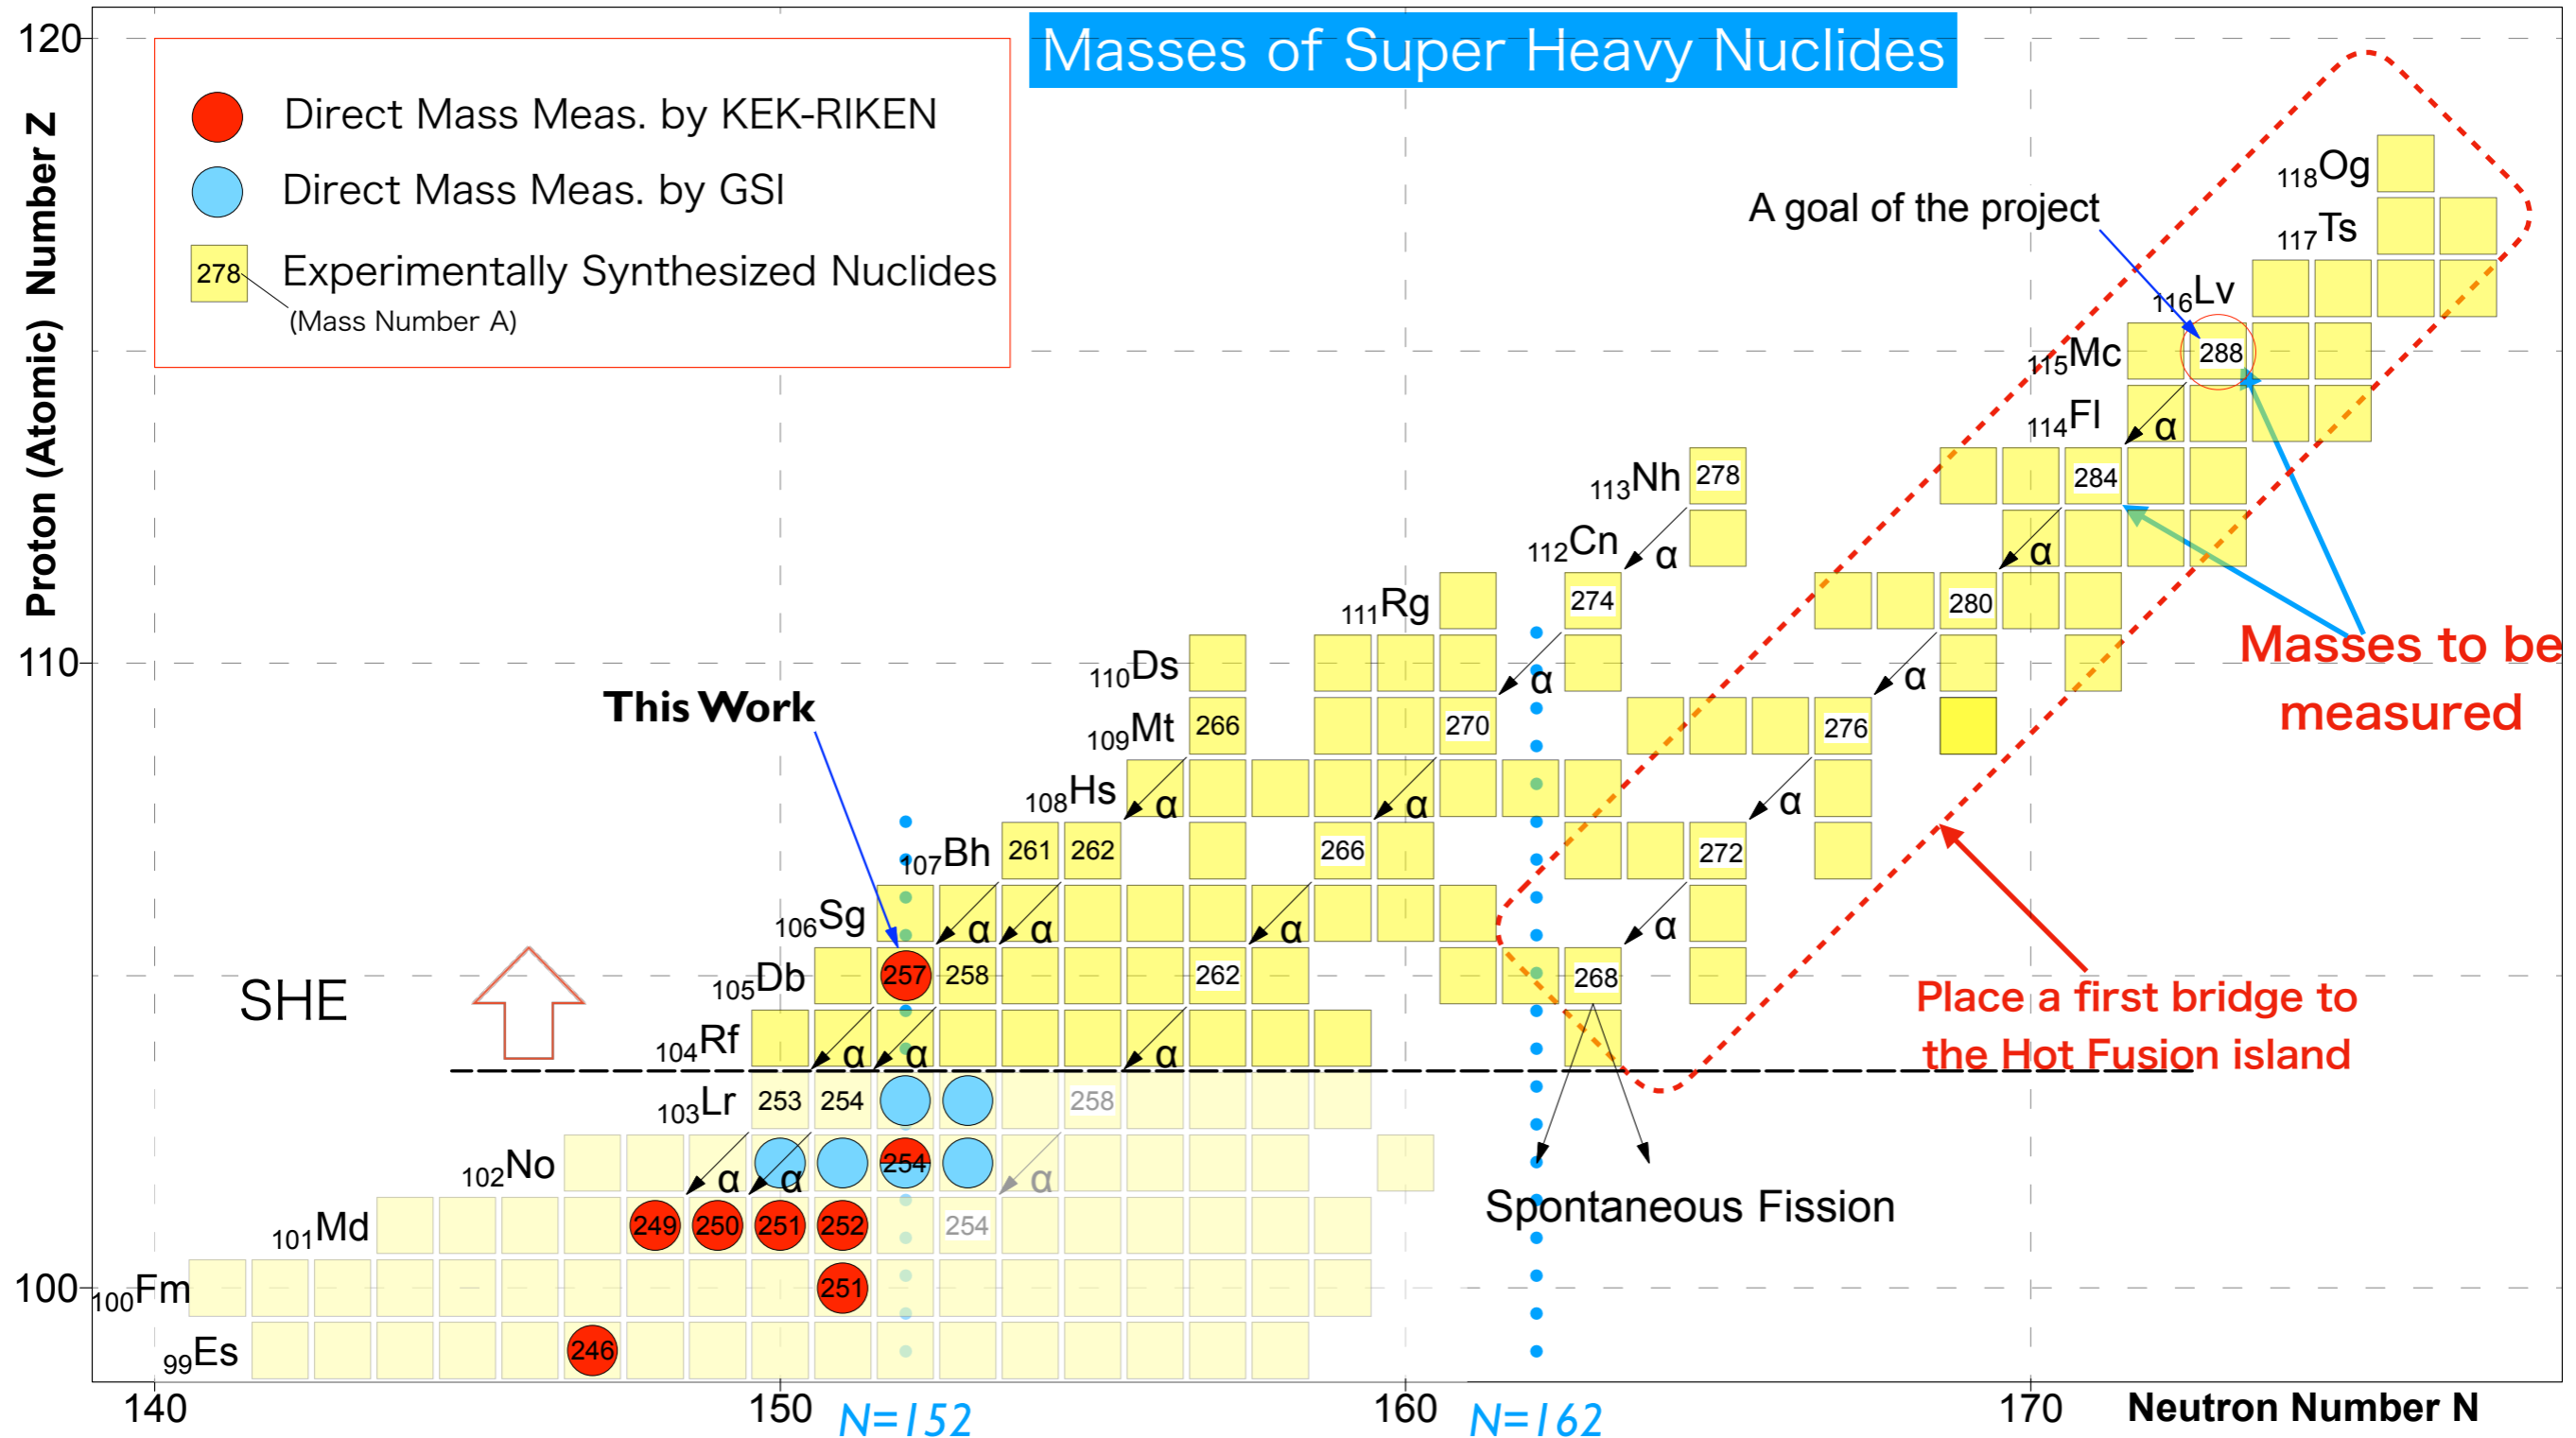 Masses of Super Heavy Nuclides
120
Direct Mass Meas. by KEK-RIKEN
Direct Mass Meas. by GSI
278 Experimentally Synthesized Nuclides
(Mass Number A)
Proton (Atomic) Number Z
118Og
A goal of the project
117Ts
116Lv
115Mc 288
114Fl α
113Nh 278 284
112Cn α α
111Rg 274 280
110 110Ds α α
Masses to be
measured
This Work
109Mt 266 270 276
108Hs α α α
107Bh 261 262 266 272
106Sg α α α α
SHE
105Db 257 258 262 268
Place a first bridge to
the Hot Fusion island
104Rf α α α
103Lr 253 254 258
102No α α 254 α
Spontaneous Fission
101Md 249 250 251 252 254
100 100Fm 251
99Es 246
140 150 160 170 Neutron Number N
N=152 N=162